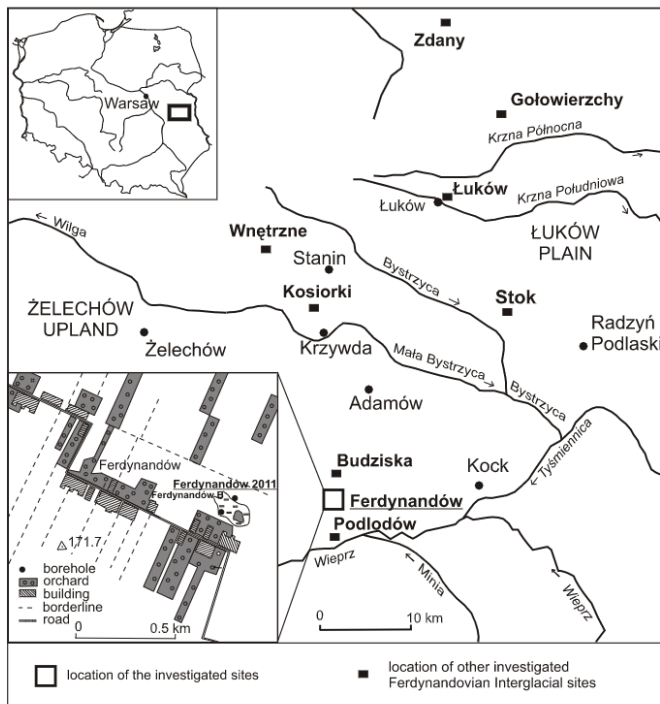 Warsaw
Zdany
Gołowierzchy
Krzna Północna
Łuków
Łuków
Krzna Południowa
ŁUKÓW
PLAIN
Wilga
Wnętrzne
Stanin
Bystrzyca
Kosiorki
Stok
ŻELECHÓW
UPLAND
Żelechów
Krzywda
Radzyń
Podlaski
Mała Bystrzyca
Bystrzyca
Adamów
Tyśmiennica
Budziska
Kock
Ferdynandów
Podlodów
Wieprz
Minia
Wieprz
0 10 km
Ferdynandów
Ferdynandów 2011
Ferdynandów B
171.7
borehole
orchard
building
borderline
road
0 0.5 km
location of the investigated sites
location of other investigated
Ferdynandovian Interglacial sites